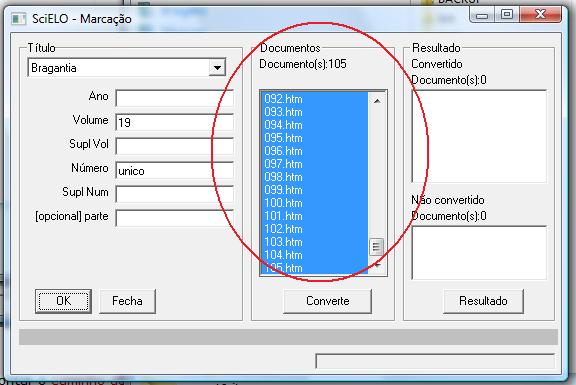 BACKUP
SciELO - Marcação
Título
Bragantia
Ano
Volume 19
Supl Vol
Número unico
Supl Num
[opcional] parte
OK Fecha
Documentos
Documento(s):105
092.htm
093.htm
094.htm
095.htm
096.htm
097.htm
098.htm
099.htm
100.htm
101.htm
102.htm
103.htm
104.htm
105.htm
Converte
Resultado
Convertido
Documento(s):0
Não convertido
Documento(s):0
Resultado
caminho da